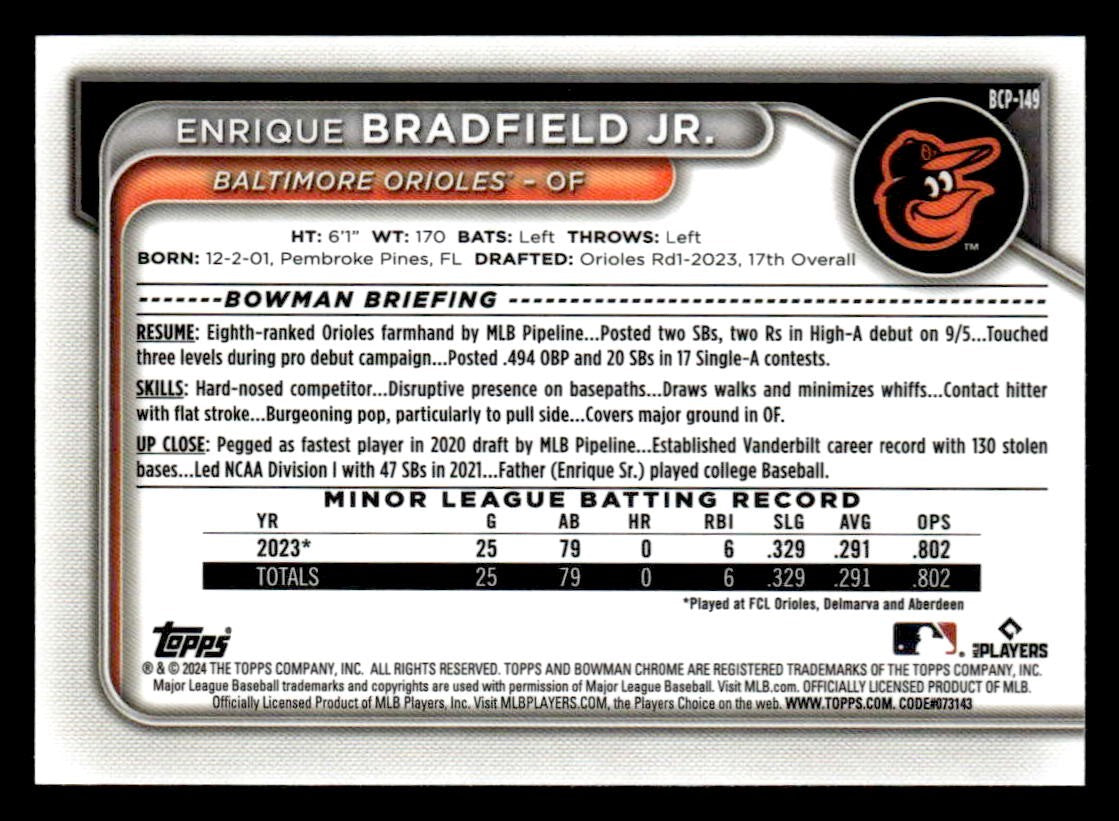 BCP-149
ENRIQUE BRADFIELD JR.
BALTIMORE ORIOLES® – OF
™
HT: 6'1" WT: 170 BATS: Left THROWS: Left
BORN: 12-2-01, Pembroke Pines, FL DRAFTED: Orioles Rd1-2023, 17th Overall
BOWMAN BRIEFING
RESUME: Eighth-ranked Orioles farmhand by MLB Pipeline...Posted two SBs, two Rs in High-A debut on 9/5...Touched
three levels during pro debut campaign...Posted .494 OBP and 20 SBs in 17 Single-A contests.
SKILLS: Hard-nosed competitor...Disruptive presence on basepaths...Draws walks and minimizes whiffs...Contact hitter
with flat stroke...Burgeoning pop, particularly to pull side...Covers major ground in OF.
UP CLOSE: Pegged as fastest player in 2020 draft by MLB Pipeline...Established Vanderbilt career record with 130 stolen
bases...Led NCAA Division I with 47 SBs in 2021...Father (Enrique Sr.) played college Baseball.
MINOR LEAGUE BATTING RECORD
YR G AB HR RBI SLG AVG OPS
2023* 25 79 0 6 .329 .291 .802
TOTALS 25 79 0 6 .329 .291 .802
*Played at FCL Orioles, Delmarva and Aberdeen
topps®
MLB PLAYERS
® & © 2024 THE TOPPS COMPANY, INC. ALL RIGHTS RESERVED. TOPPS AND BOWMAN CHROME ARE REGISTERED TRADEMARKS OF THE TOPPS COMPANY, INC.
Major League Baseball trademarks and copyrights are used with permission of Major League Baseball. Visit MLB.com. OFFICIALLY LICENSED PRODUCT OF MLB.
Officially Licensed Product of MLB Players, Inc. Visit MLBPLAYERS.COM, the Players Choice on the web. WWW.TOPPS.COM. CODE#073143